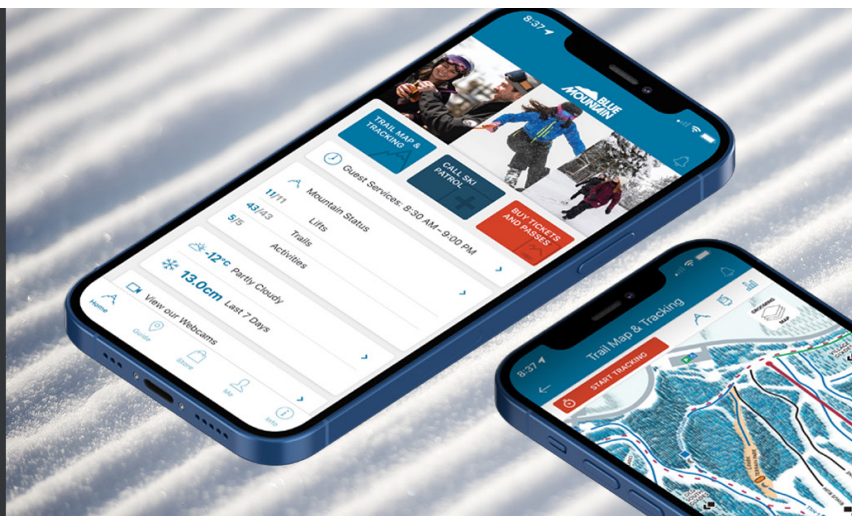 8:37
BLUE
MOUNTAIN
TRAIL MAP &
TRACKING
CALL SKI
PATROL
BUY TICKETS
AND PASSES
Guest Services: 8:30 AM – 9:00 PM
Mountain Status
11/11 Lifts
43/43 Trails
5/5 Activities
-12°C Partly Cloudy
13.0cm Last 7 Days
View our Webcams
Home
Guide
Store
Me
Info
8:37
Trail Map & Tracking
START TRACKING
GROOMING
MAP